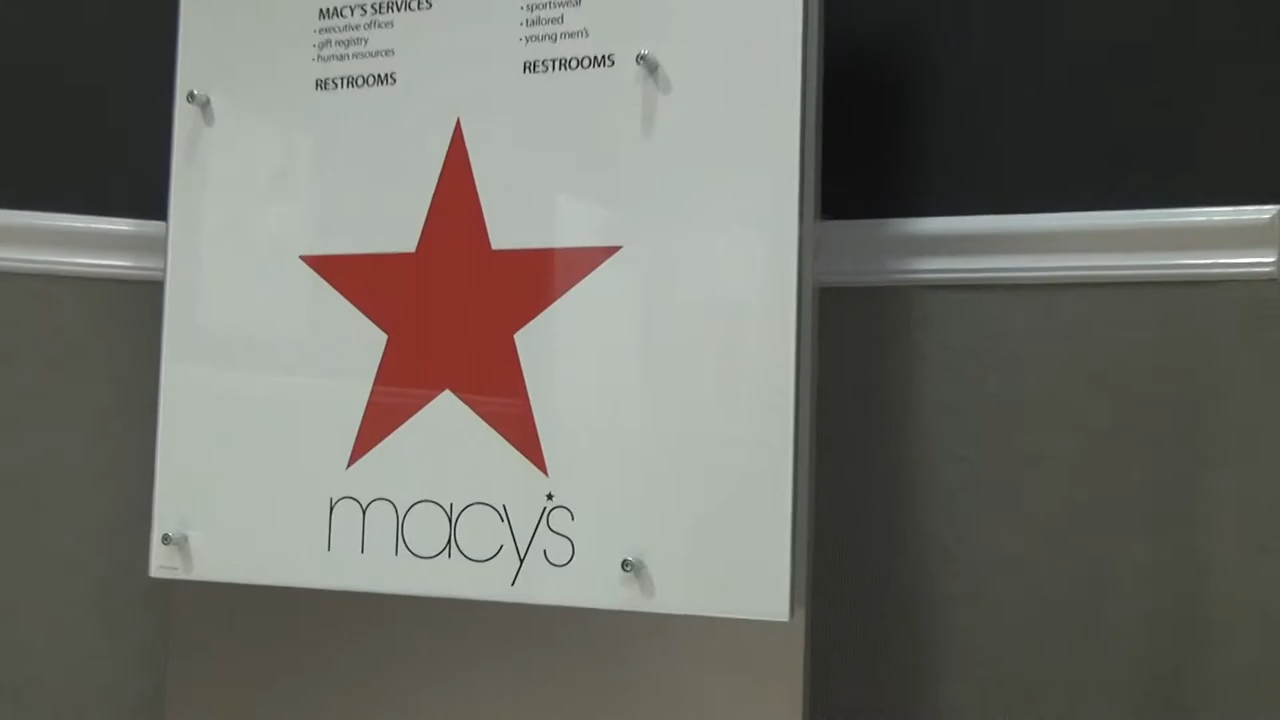 MACY'S SERVICES
• executive offices
• gift registry
• human resources
RESTROOMS
• sportswear
• tailored
• young men's
RESTROOMS
macy's